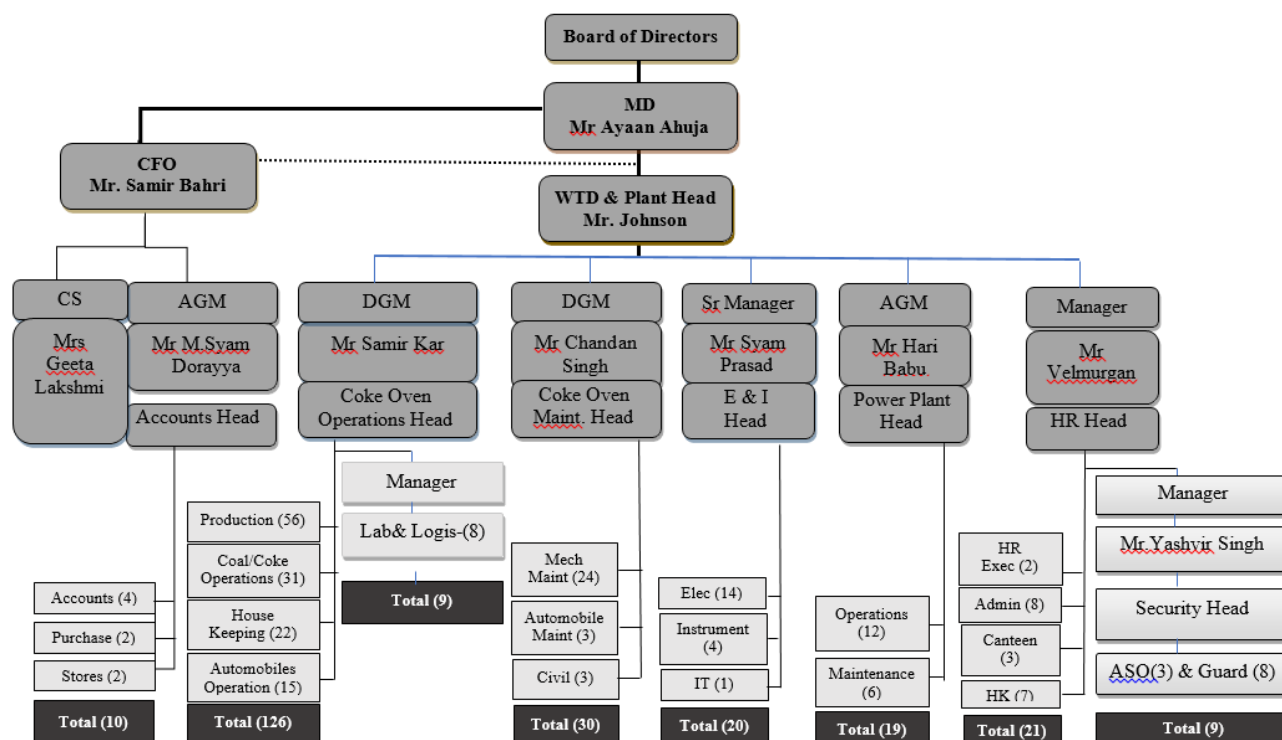 Board of Directors
MD
Mr Ayaan Ahuja
CFO
Mr. Samir Bahri
WTD & Plant Head
Mr. Johnson
CS
Mrs
Geeta
Lakshmi
AGM
Mr M.Syam
Dorayya
Accounts Head
Accounts (4)
Purchase (2)
Stores (2)
Total (10)
DGM
Mr Samir Kar
Coke Oven
Operations Head
Production (56)
Coal/Coke
Operations (31)
House
Keeping (22)
Automobiles
Operation (15)
Total (126)
Manager
Lab& Logis-(8)
Total (9)
DGM
Mr Chandan
Singh
Coke Oven
Maint. Head
Mech
Maint (24)
Automobile
Maint (3)
Civil (3)
Total (30)
Sr Manager
Mr Syam
Prasad
E & I
Head
Elec (14)
Instrument
(4)
IT (1)
Total (20)
AGM
Mr Hari
Babu.
Power Plant
Head
Operations
(12)
Maintenance
(6)
Total (19)
Manager
Mr
Velmurgan
HR Head
HR
Exec (2)
Admin (8)
Canteen
(3)
HK (7)
Total (21)
Manager
Mr.Yashvir Singh
Security Head
ASO(3) & Guard (8)
Total (9)